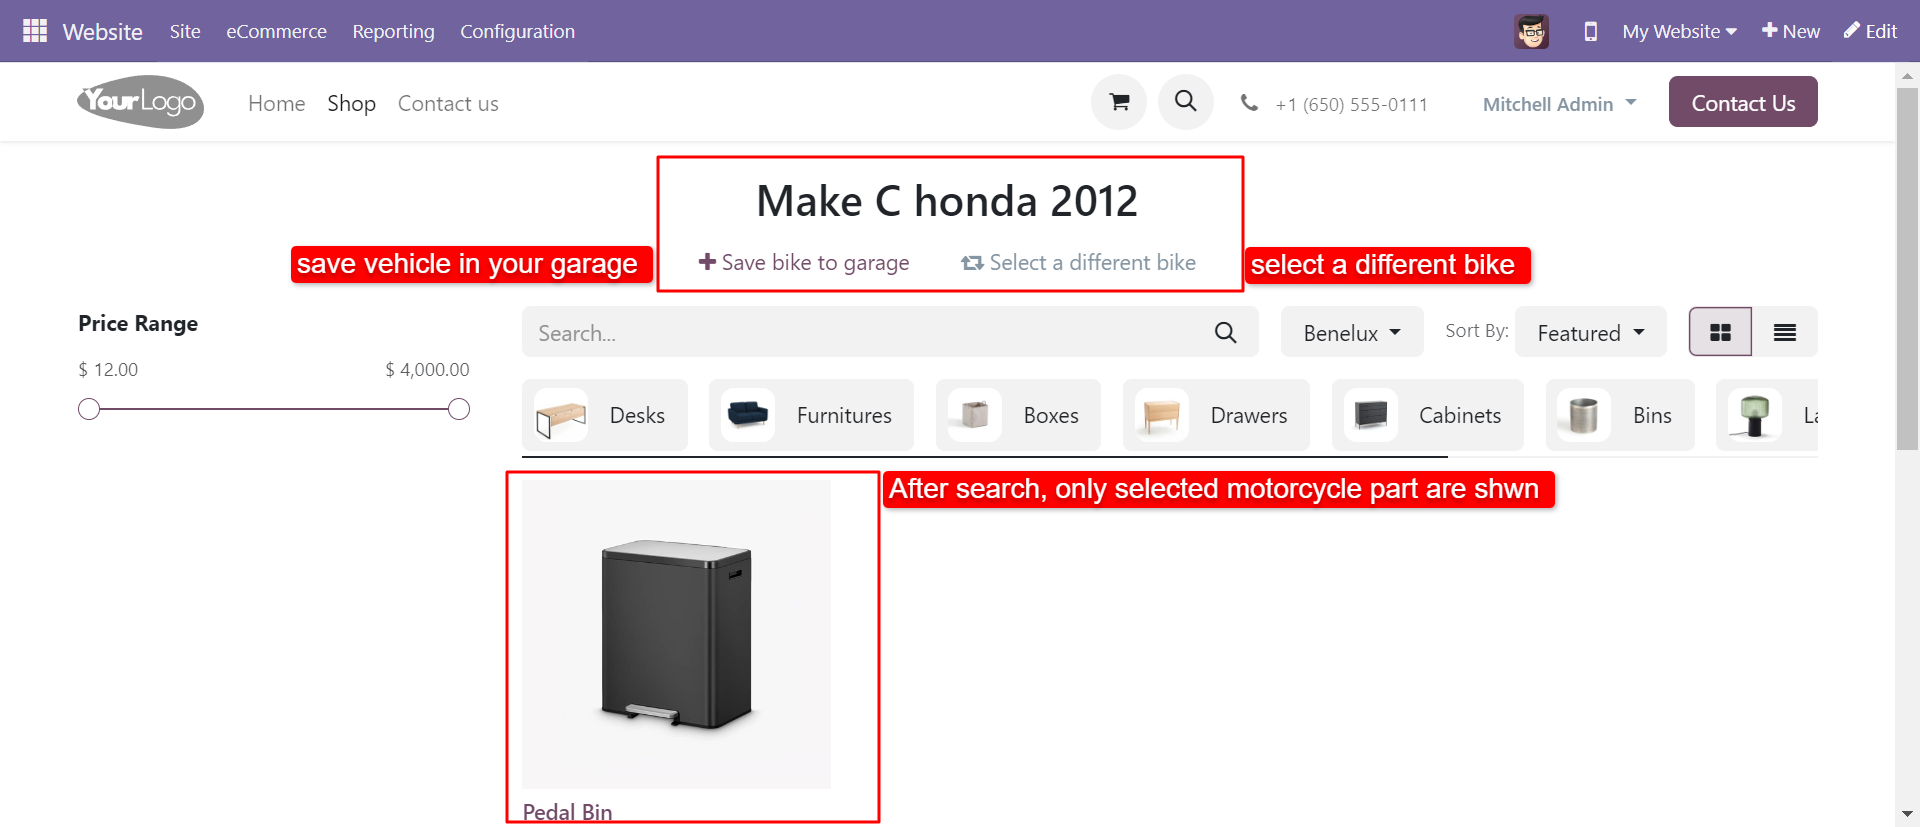 Website Site eCommerce Reporting Configuration My Website New Edit
YourLogo Home Shop Contact us +1 (650) 555-0111 Mitchell Admin Contact Us
Make C honda 2012
save vehicle in your garage Save bike to garage Select a different bike select a different bike
Price Range Search... Benelux Sort By: Featured
$ 12.00 $ 4,000.00
Desks Furnitures Boxes Drawers Cabinets Bins
After search, only selected motorcycle part are shwn
Pedal Bin